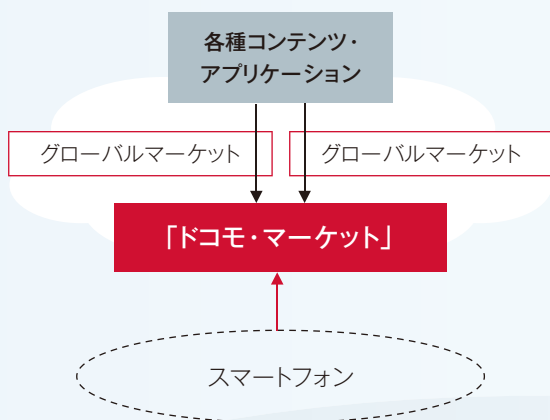 各種コンテンツ・
アプリケーション
グローバルマーケット
グローバルマーケット
「ドコモ・マーケット」
スマートフォン